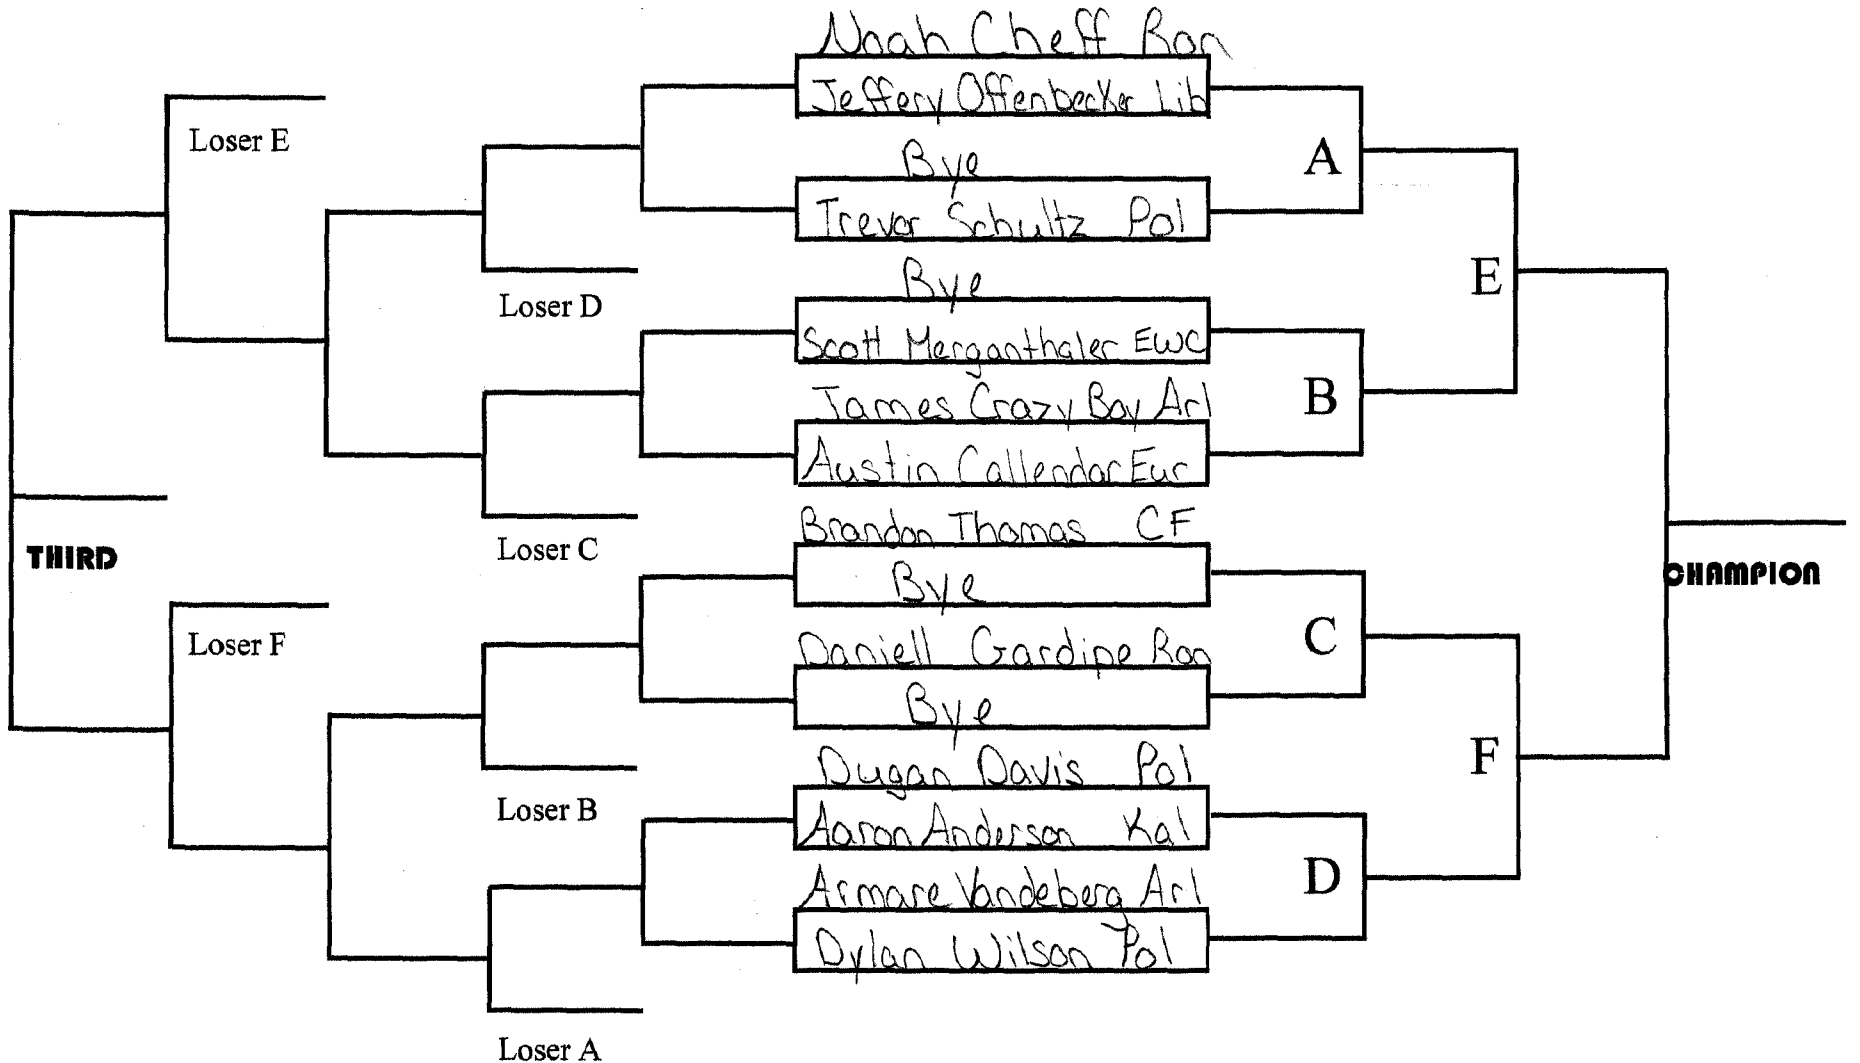 Noah Cheff Ron
Jeffery Offenbecker Lib
Loser E
Bye
A
Trevor Schultz Pol
Bye
E
Loser D
Scott Merganthaler EWC
James Crazy Boy Arl
B
Austin Callendar Eur
Brandon Thomas CF
Loser C
THIRD
Bye
CHAMPION
Loser F
Daniell Gardipe Ron
C
Bye
Dugan Davis Pol
F
Loser B
Aaron Anderson Kal
Armare Vandeberg Arl
D
Dylan Wilson Pol
Loser A